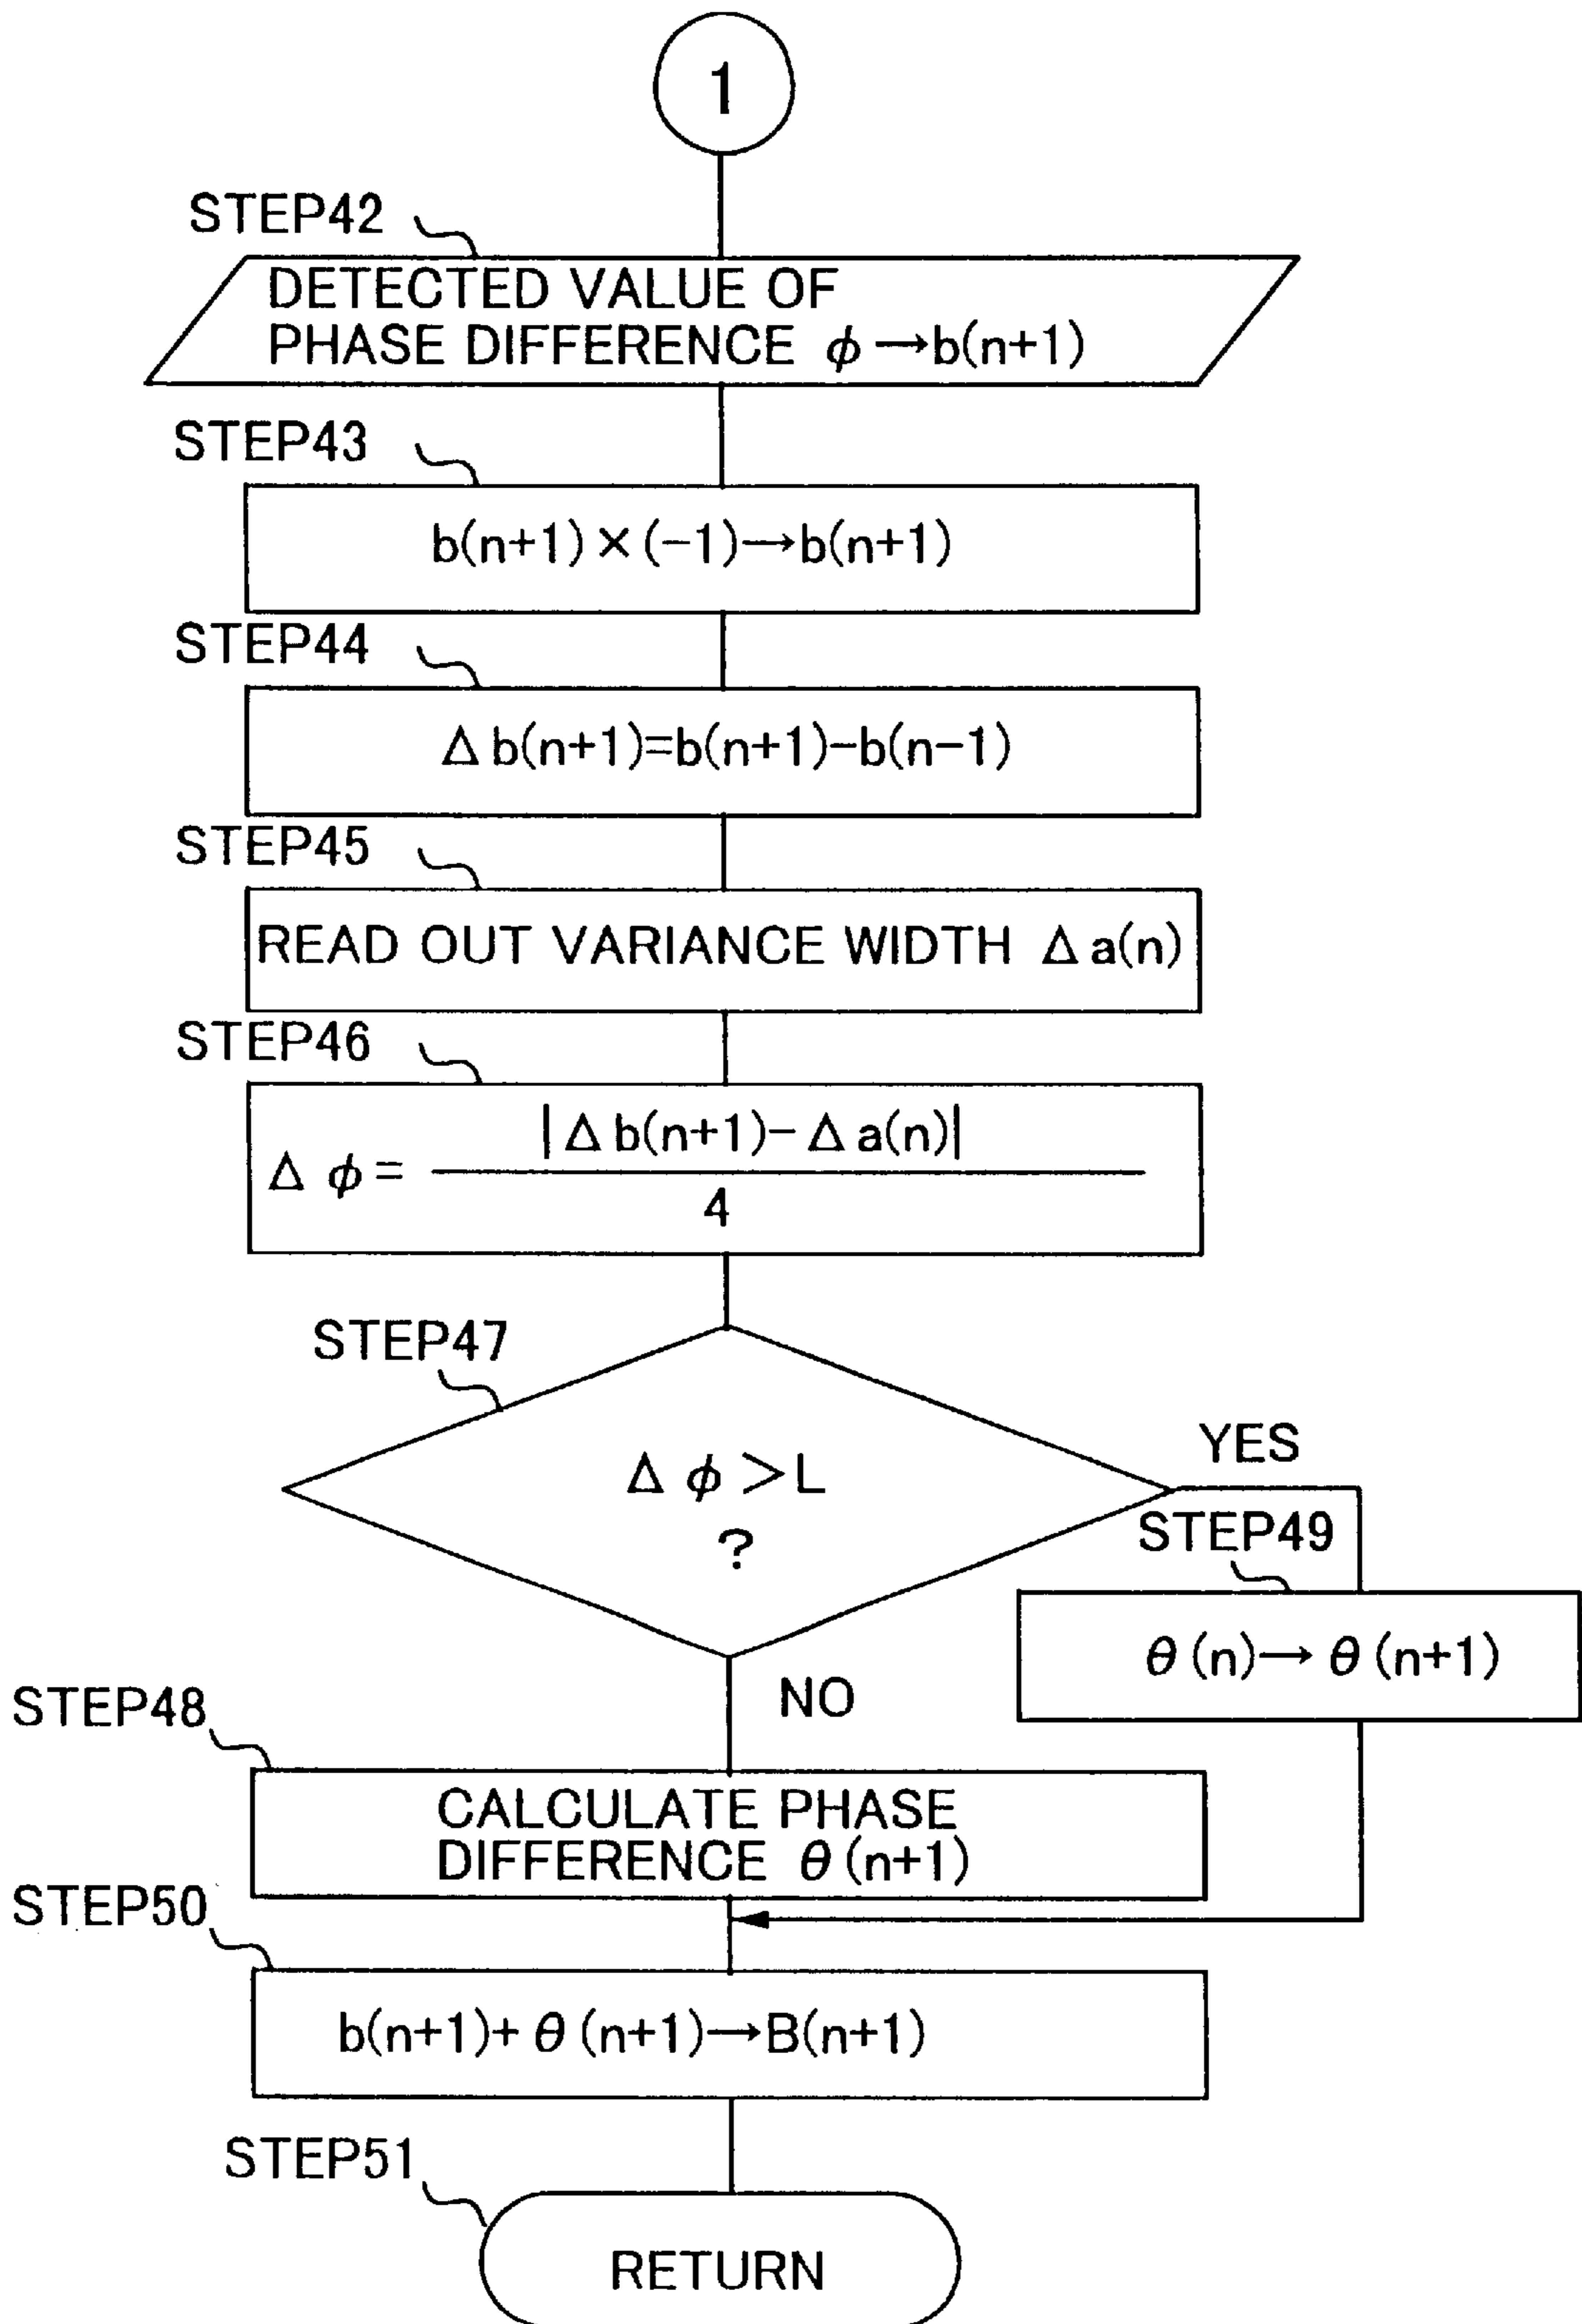 1
STEP42
DETECTED VALUE OF
PHASE DIFFERENCE ϕ→b(n+1)
STEP43
b(n+1)×(-1)→b(n+1)
STEP44
Δb(n+1)=b(n+1)-b(n-1)
STEP45
READ OUT VARIANCE WIDTH Δa(n)
STEP46
|Δb(n+1)-Δa(n)|
Δϕ=
4
STEP47
Δϕ>L
?
YES
STEP49
θ(n)→θ(n+1)
NO
STEP48
CALCULATE PHASE
DIFFERENCE θ(n+1)
STEP50
b(n+1)+θ(n+1)→B(n+1)
STEP51
RETURN